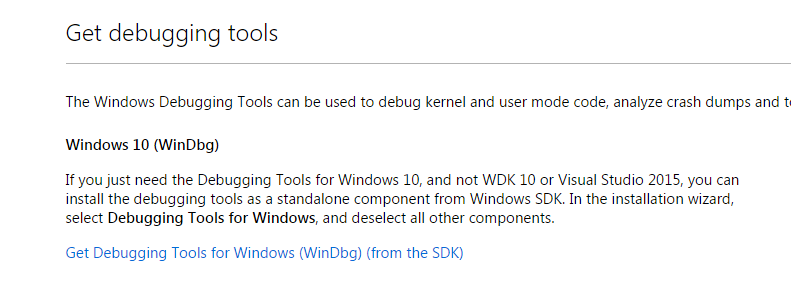 Get debugging tools
The Windows Debugging Tools can be used to debug kernel and user mode code, analyze crash dumps and
Windows 10 (WinDbg)
If you just need the Debugging Tools for Windows 10, and not WDK 10 or Visual Studio 2015, you can
install the debugging tools as a standalone component from Windows SDK. In the installation wizard,
select Debugging Tools for Windows, and deselect all other components.
Get Debugging Tools for Windows (WinDbg) (from the SDK)